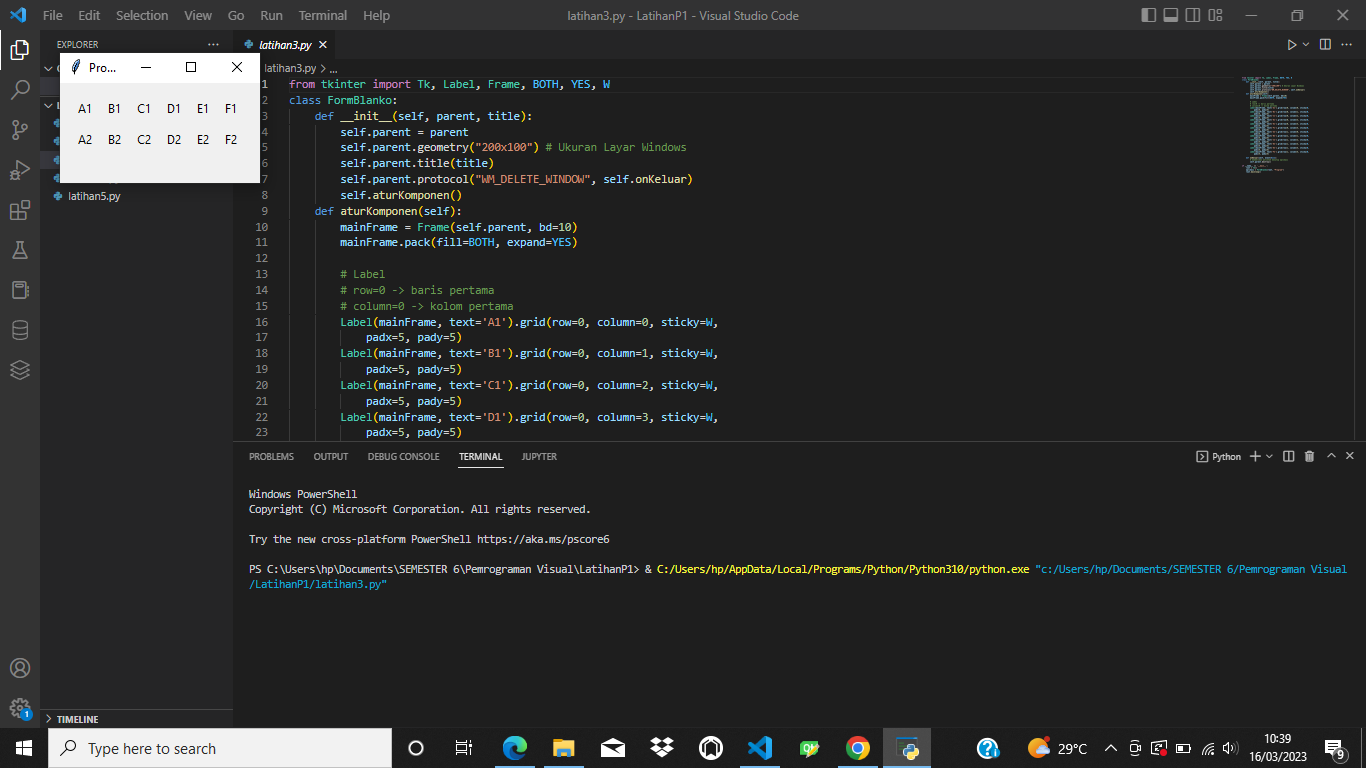 File Edit Selection View Go Run Terminal Help
latihan3.py - LatihanP1 - Visual Studio Code
EXPLORER
latihan3.py
Pro...
latihan3.py > ...
A1 B1 C1 D1 E1 F1
A2 B2 C2 D2 E2 F2
latihan5.py
1 from tkinter import Tk, Label, Frame, BOTH, YES, W
2 class FormBlanko:
3 def __init__(self, parent, title):
4 self.parent = parent
5 self.parent.geometry("200x100") # Ukuran Layar Windows
6 self.parent.title(title)
7 self.parent.protocol("WM_DELETE_WINDOW", self.onKeluar)
8 self.aturKomponen()
9 def aturKomponen(self):
10 mainFrame = Frame(self.parent, bd=10)
11 mainFrame.pack(fill=BOTH, expand=YES)
12
13 # Label
14 # row=0 -> baris pertama
15 # column=0 -> kolom pertama
16 Label(mainFrame, text='A1').grid(row=0, column=0, sticky=W,
17 padx=5, pady=5)
18 Label(mainFrame, text='B1').grid(row=0, column=1, sticky=W,
19 padx=5, pady=5)
20 Label(mainFrame, text='C1').grid(row=0, column=2, sticky=W,
21 padx=5, pady=5)
22 Label(mainFrame, text='D1').grid(row=0, column=3, sticky=W,
23 padx=5, pady=5)
PROBLEMS OUTPUT DEBUG CONSOLE TERMINAL JUPYTER
Python
Windows PowerShell
Copyright (C) Microsoft Corporation. All rights reserved.
Try the new cross-platform PowerShell https://aka.ms/pscore6
PS C:\Users\hp\Documents\SEMESTER 6\Pemrograman Visual\LatihanP1> & C:/Users/hp/AppData/Local/Programs/Python/Python310/python.exe "c:/Users/hp/Documents/SEMESTER 6/Pemrograman Visual
/LatihanP1/latihan3.py"
1
TIMELINE
Type here to search
29°C
10:39
16/03/2023
9